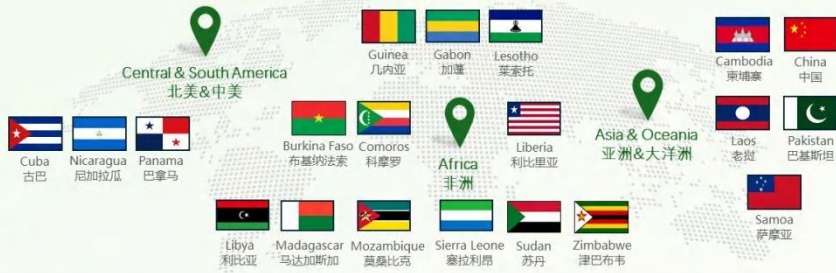 Central & South America
北美&中美
Cuba
古巴
Nicaragua
尼加拉瓜
Panama
巴拿马
Guinea
几内亚
Gabon
加蓬
Lesotho
莱索托
Burkina Faso
布基纳法索
Comoros
科摩罗
Africa
非洲
Liberia
利比里亚
Libya
利比亚
Madagascar
马达加斯加
Mozambique
莫桑比克
Sierra Leone
塞拉利昂
Sudan
苏丹
Zimbabwe
津巴布韦
Asia & Oceania
亚洲&大洋洲
Cambodia
柬埔寨
China
中国
Laos
老挝
Pakistan
巴基斯坦
Samoa
萨摩亚